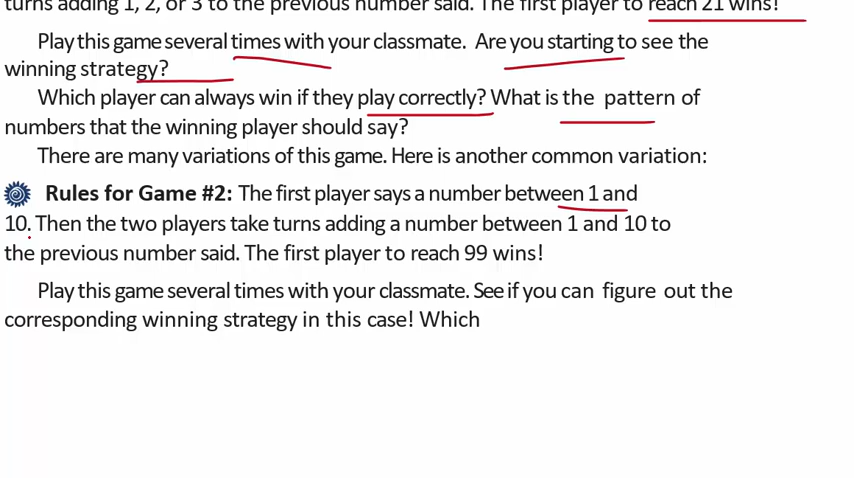 turns adding 1, 2, or 3 to the previous number said. The first player to reach 21 wins!
Play this game several times with your classmate. Are you starting to see the
winning strategy?
Which player can always win if they play correctly? What is the pattern of
numbers that the winning player should say?
There are many variations of this game. Here is another common variation:
Rules for Game #2: The first player says a number between 1 and
10. Then the two players take turns adding a number between 1 and 10 to
the previous number said. The first player to reach 99 wins!
Play this game several times with your classmate. See if you can figure out the
corresponding winning strategy in this case! Which